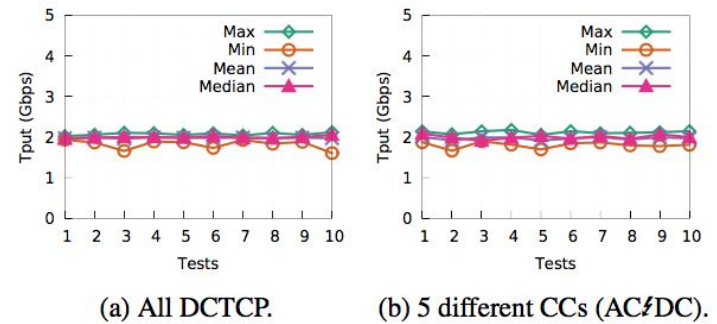 5
4
3
2
1
0
Tput (Gbps)
Max
Min
Mean
Median
1 2 3 4 5 6 7 8 9 10
Tests
(a) All DCTCP.
5
4
3
2
1
0
Tput (Gbps)
Max
Min
Mean
Median
1 2 3 4 5 6 7 8 9 10
Tests
(b) 5 different CCs (AC⚡DC).